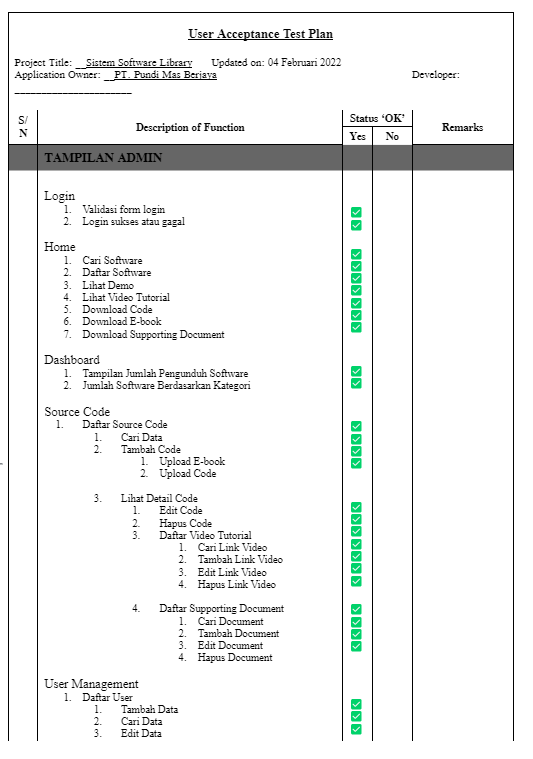 User Acceptance Test Plan
Project Title: __Sistem Software Library Updated on: 04 Februari 2022
Application Owner: __PT. Pundi Mas Berjaya Developer:
_____________________
S/N Description of Function Status ‘OK’ Remarks
Yes No
TAMPILAN ADMIN
Login
1. Validasi form login
2. Login sukses atau gagal
Home
1. Cari Software
2. Daftar Software
3. Lihat Demo
4. Lihat Video Tutorial
5. Download Code
6. Download E-book
7. Download Supporting Document
Dashboard
1. Tampilan Jumlah Pengunduh Software
2. Jumlah Software Berdasarkan Kategori
Source Code
1. Daftar Source Code
1. Cari Data
2. Tambah Code
1. Upload E-book
2. Upload Code
3. Lihat Detail Code
1. Edit Code
2. Hapus Code
3. Daftar Video Tutorial
1. Cari Link Video
2. Tambah Link Video
3. Edit Link Video
4. Hapus Link Video
4. Daftar Supporting Document
1. Cari Document
2. Tambah Document
3. Edit Document
4. Hapus Document
User Management
1. Daftar User
1. Tambah Data
2. Cari Data
3. Edit Data